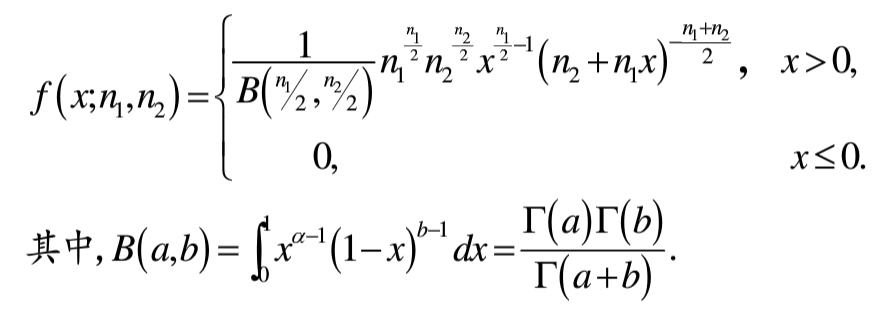 f(x;n₁,n₂)={ 1/B(n₁/2,n₂/2) n₁^(n₁/2) n₂^(n₂/2) x^(n₁/2−1) (n₂+n₁x)^(−(n₁+n₂)/2), x>0,
0, x≤0.
其中,B(a,b)=∫₀¹ x^(α−1) (1−x)^(b−1) dx=Γ(a)Γ(b)/Γ(a+b).